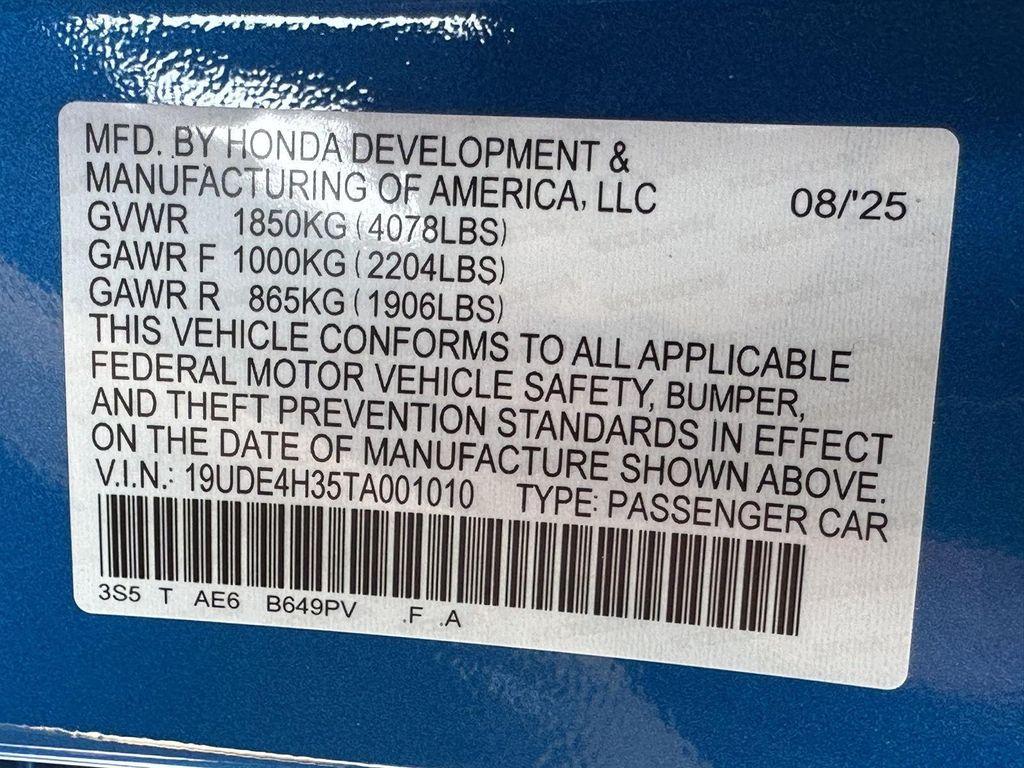 MFD. BY HONDA DEVELOPMENT &
MANUFACTURING OF AMERICA, LLC 08/'25
GVWR 1850KG (4078LBS)
GAWR F 1000KG (2204LBS)
GAWR R 865KG (1906LBS)
THIS VEHICLE CONFORMS TO ALL APPLICABLE
FEDERAL MOTOR VEHICLE SAFETY, BUMPER,
AND THEFT PREVENTION STANDARDS IN EFFECT
ON THE DATE OF MANUFACTURE SHOWN ABOVE.
V.I.N.: 19UDE4H35TA001010 TYPE: PASSENGER CAR
3S5 T AE6 B649PV .F .A